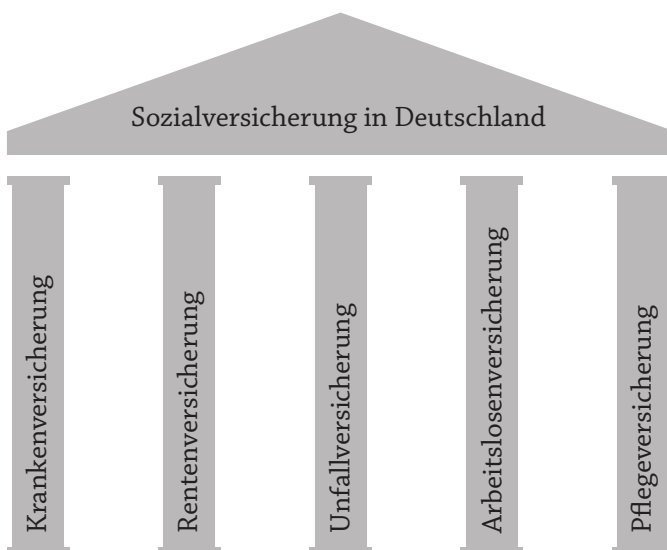 Sozialversicherung in Deutschland
Krankenversicherung
Rentenversicherung
Unfallversicherung
Arbeitslosenversicherung
Pflegeversicherung